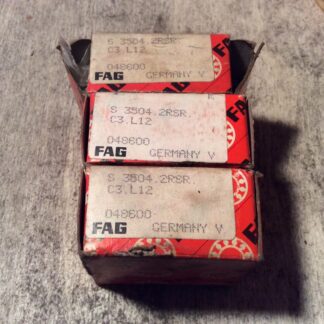 S 3504.2RSR.
C3.L12
048600
FAG GERMANY V
S 3504.2RSR.
C3.L12
048600
FAG GERMANY V
S 3504.2RSR.
C3.L12
048600
FAG GERMANY V